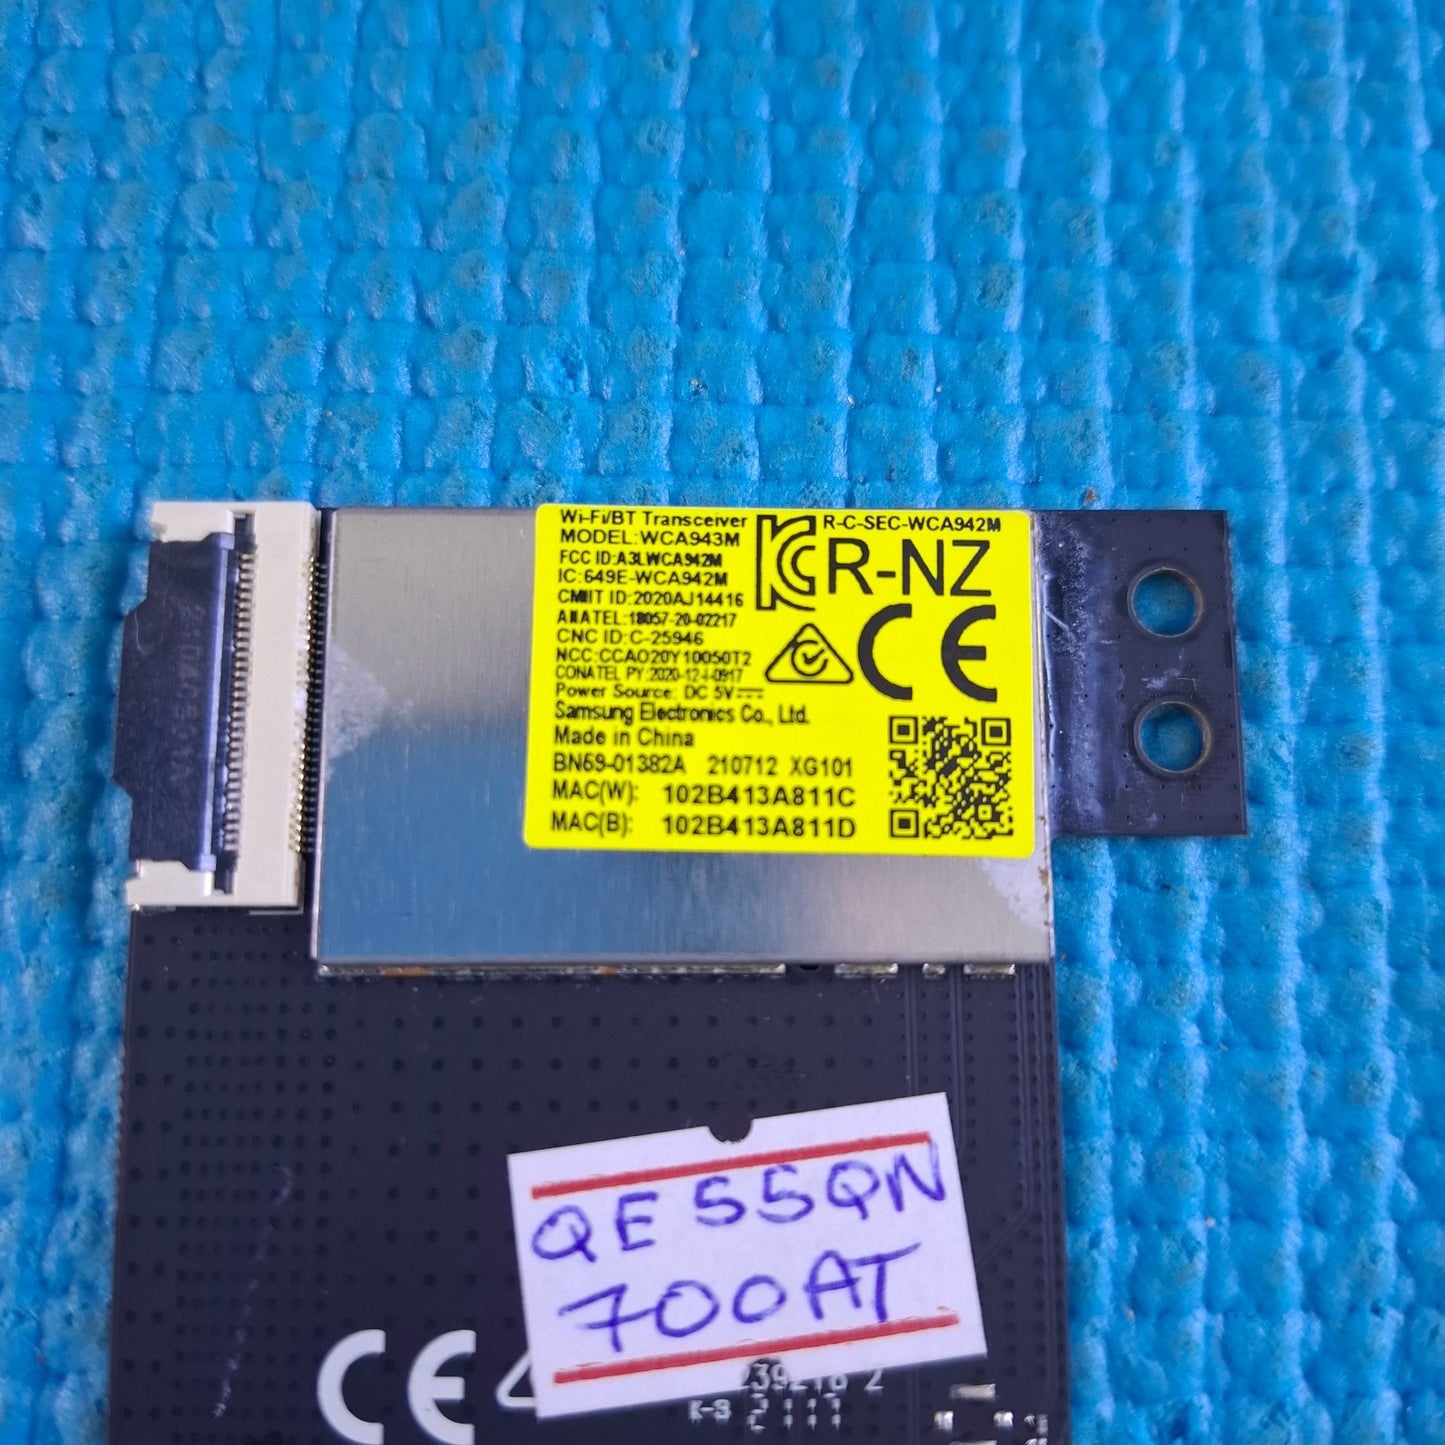 Wi-Fi/BT Transceiver
MODEL:WCA943M
FCC ID:A3LWCA942M
IC:649E-WCA942M
CMIIT ID:2020AJ14416
ANATEL:18057-20-02217
CNC ID:C-25946
NCC:CCAO20Y10050T2
CONATEL PY:2020-12-I-0917
Power Source: DC 5V
Samsung Electronics Co., Ltd.
Made in China
BN59-01382A 210712 XG101
MAC(W): 102B413A811C
MAC(B): 102B413A811D
R-C-SEC-WCA942M
R-NZ
CE
QE55QN
700AT
CE
K-3